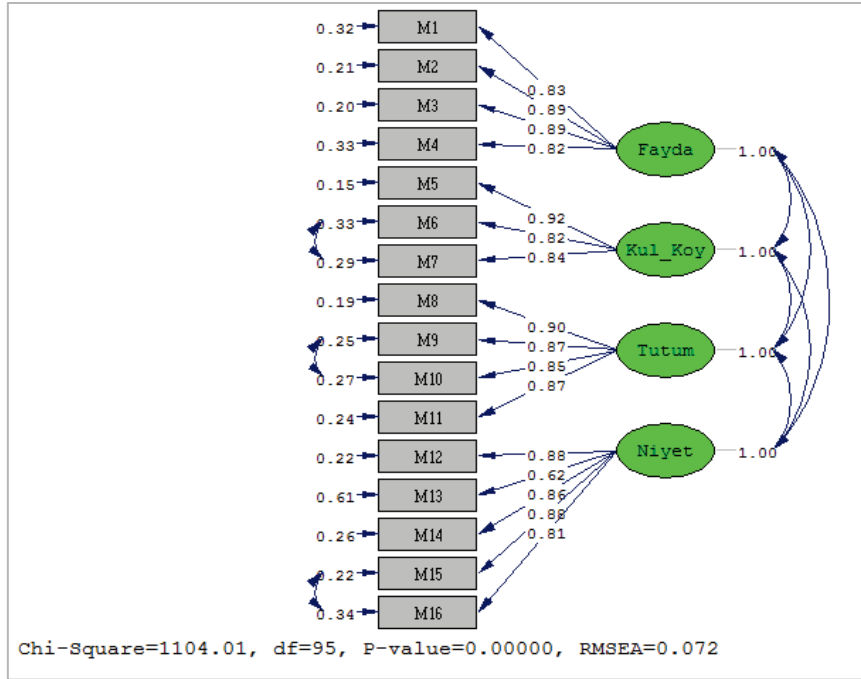 0.32 M1
0.21 M2
0.83
0.20 M3
0.89
0.89
0.33 M4
0.82
Fayda 1.00
0.15 M5
0.92
0.33 M6
0.82
0.29 M7
0.84
Kul_Koy 1.00
0.19 M8
0.90
0.25 M9
0.87
Tutum 1.00
0.27 M10
0.85
0.87
0.24 M11
0.22 M12
0.88
Niyet 1.00
0.62
0.61 M13
0.86
0.88
0.26 M14
0.81
0.22 M15
0.34 M16
Chi-Square=1104.01, df=95, P-value=0.00000, RMSEA=0.072